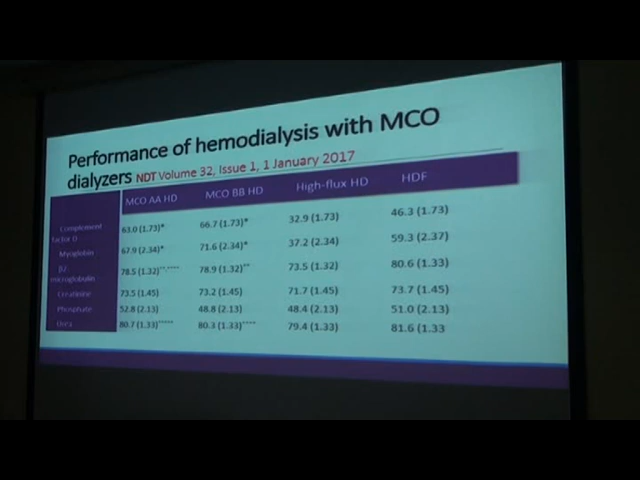 Performance of hemodialysis with MCO
dialyzers NDT Volume 32, Issue 1, 1 January 2017
MCO AA HD MCO BB HD High-flux HD HDF
Complement
factor D 63.0 (1.73)* 66.7 (1.73)* 32.9 (1.73) 46.3 (1.73)
Myoglobin 67.9 (2.34)* 71.6 (2.34)* 37.2 (2.34) 59.3 (2.37)
β2
microglobulin 78.5 (1.32) 78.9 (1.32) 73.5 (1.32) 80.6 (1.33)
Creatinine 73.5 (1.45) 73.2 (1.45) 71.7 (1.45) 73.7 (1.45)
Phosphate 52.8 (2.13) 48.8 (2.13) 48.4 (2.13) 51.0 (2.13)
Urea 80.7 (1.33) 80.3 (1.33) 79.4 (1.33) 81.6 (1.33